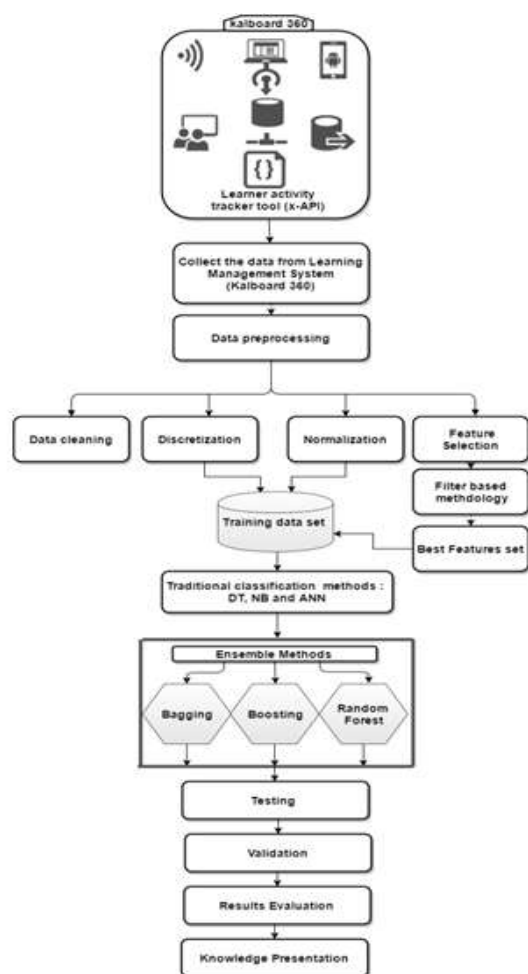 kalboard 360
Learner activity
tracker tool (x-API)
Collect the data from Learning
Management System
(Kalboard 360)
Data preprocessing
Data cleaning
Discretization
Normalization
Feature
Selection
Filter based
methdology
Training data set
Best Features set
Traditional classification methods :
DT, NB and ANN
Ensemble Methods
Bagging
Boosting
Random
Forest
Testing
Validation
Results Evaluation
Knowledge Presentation